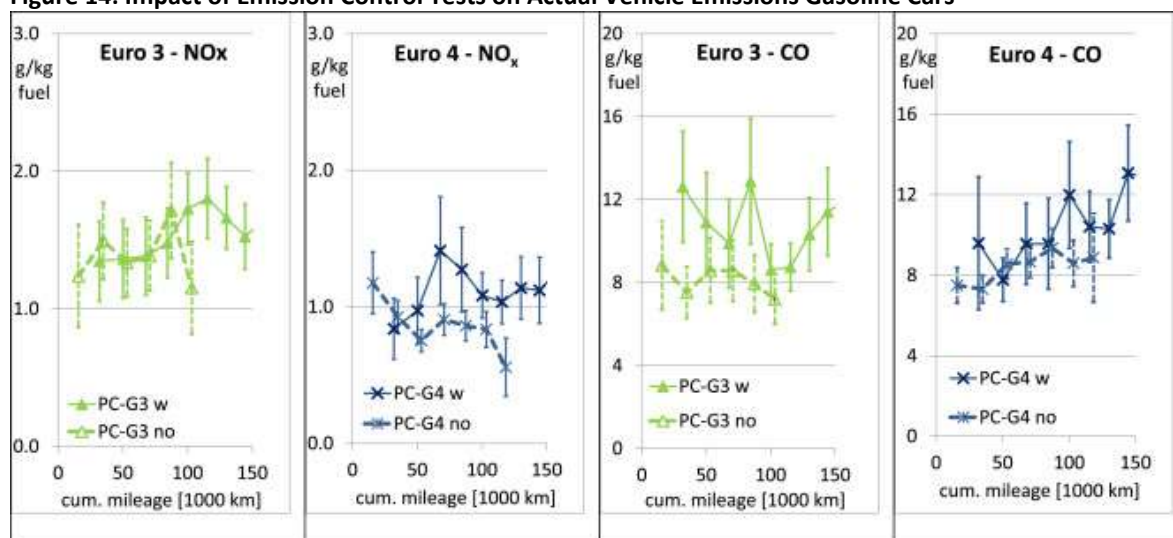 Figure 14: Impact of Emission Control Tests on Actual Vehicle Emissions Gasoline Cars
3.0
g/kg
fuel
Euro 3 - NOx
2.0
1.0
0.0
PC-G3 w
PC-G3 no
0 50 100 150
cum. mileage [1000 km]
3.0
g/kg
fuel
Euro 4 - NOx
2.0
1.0
0.0
PC-G4 w
PC-G4 no
0 50 100 150
cum. mileage [1000 km]
20
g/kg
fuel
Euro 3 - CO
16
12
8
4
0
PC-G3 w
PC-G3 no
0 50 100 150
cum. mileage [1000 km]
20
g/kg
fuel
Euro 4 - CO
16
12
8
4
0
PC-G4 w
PC-G4 no
0 50 100 150
cum. mileage [1000 km]